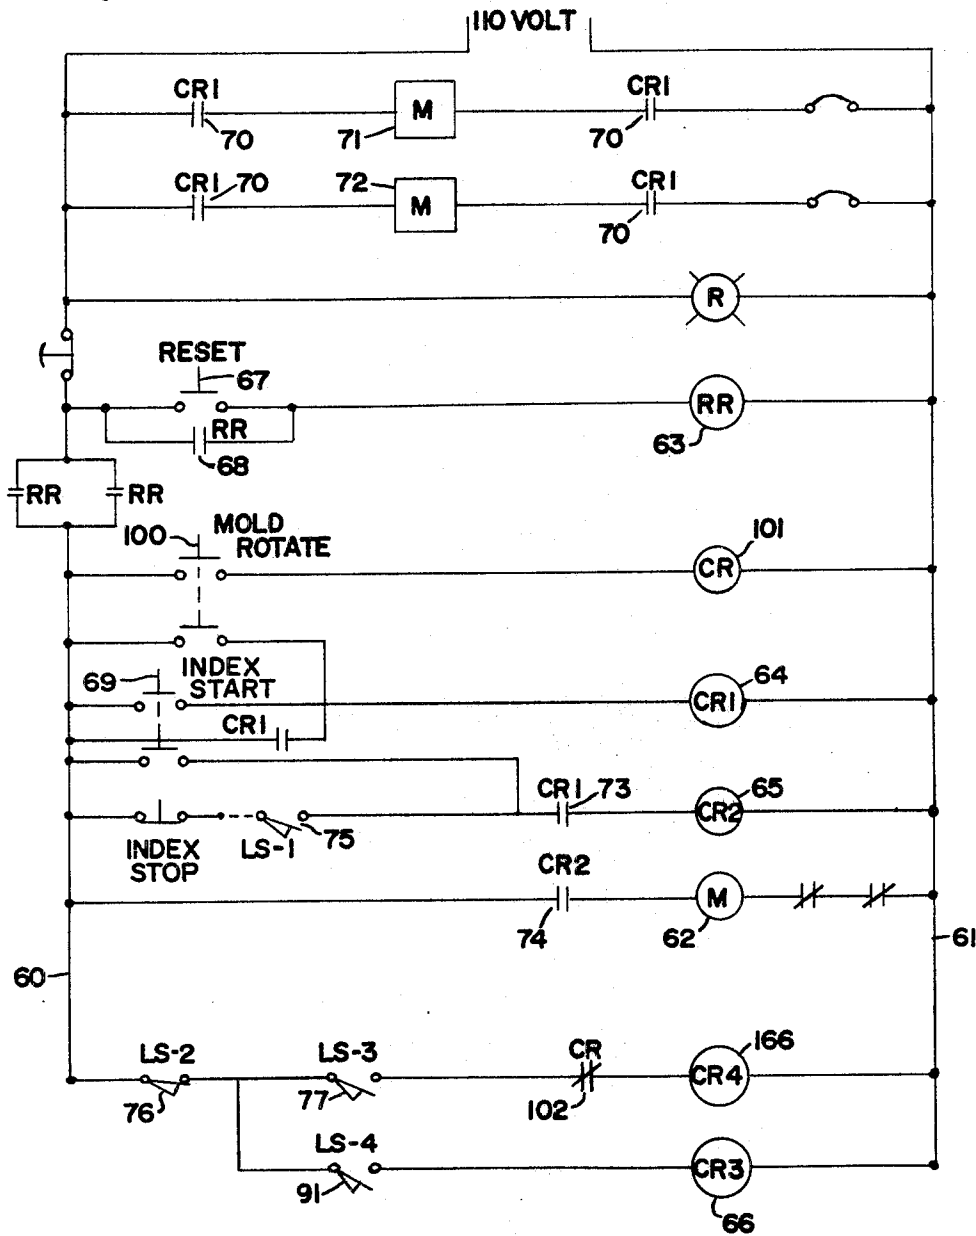 110 VOLT
CR1
70
M
71
CR1
70
CR1
70
72
M
CR1
70
R
RESET
67
RR
63
RR
68
RR
RR
100
MOLD
ROTATE
101
CR
69
INDEX
START
64
CR1
CR1
CR1
73
65
CR2
INDEX
STOP
LS-1
75
CR2
74
M
62
61
60
LS-2
76
LS-3
77
CR
102
166
CR4
LS-4
91
CR3
66